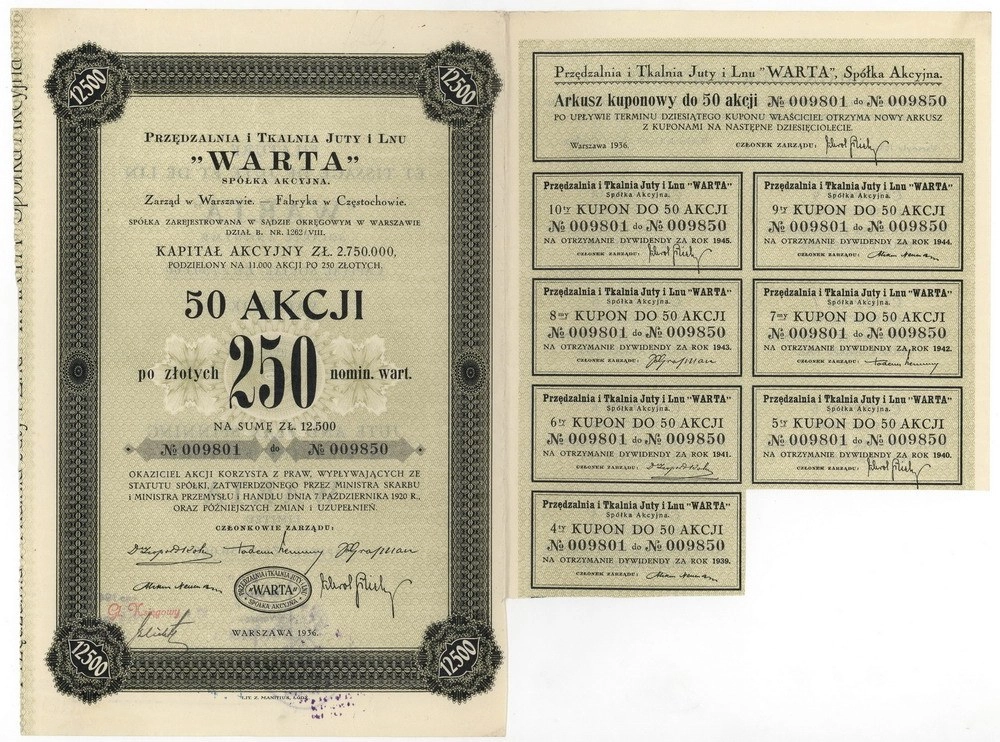 12500
12500
Przędzalnia i Tkalnia Juty i Lnu
"WARTA"
SPÓŁKA AKCYJNA.
Zarząd w Warszawie. — Fabryka w Częstochowie.
SPÓŁKA ZAREJESTROWANA W SĄDZIE OKRĘGOWYM W WARSZAWIE
DZIAŁ B. NR. 1262/VIII.
KAPITAŁ AKCYJNY ZŁ. 2.750.000,
PODZIELONY NA 11.000 AKCJI PO 250 ZŁOTYCH.
50 AKCJI
po złotych 250 nomin. wart.
NA SUMĘ ZŁ. 12.500
№ 009801 do № 009850
OKAZICIEL AKCJI KORZYSTA Z PRAW, WYPŁYWAJĄCYCH ZE
STATUTU SPÓŁKI, ZATWIERDZONEGO PRZEZ MINISTRA SKARBU
i MINISTRA PRZEMYSŁU i HANDLU DNIA 7 PAŹDZIERNIKA 1920 R.,
ORAZ PÓŹNIEJSZYCH ZMIAN I UZUPEŁNIEŃ.
CZŁONKOWIE ZARZĄDU:
PRZĘDZALNIA i TKALNIA JUTY i LNU
"WARTA"
SPÓŁKA AKCYJNA
Gł. Księgowy
WARSZAWA 1936.
12500
12500
LIT. Z. MANITIUS, ŁÓDŹ
Przędzalnia i Tkalnia Juty i Lnu "WARTA", Spółka Akcyjna.
Arkusz kuponowy do 50 akcji № 009801 do № 009850
PO UPŁYWIE TERMINU DZIESIĄTEGO KUPONU WŁAŚCICIEL OTRZYMA NOWY ARKUSZ
Z KUPONAMI NA NASTĘPNE DZIESIĘCIOLECIE.
Warszawa 1936. CZŁONEK ZARZĄDU:
Przędzalnia i Tkalnia Juty i Lnu "WARTA"
Spółka Akcyjna.
10ty KUPON DO 50 AKCJI
№ 009801 do № 009850
NA OTRZYMANIE DYWIDENDY ZA ROK 1945.
CZŁONEK ZARZĄDU:
Przędzalnia i Tkalnia Juty i Lnu "WARTA"
Spółka Akcyjna.
9ty KUPON DO 50 AKCJI
№ 009801 do № 009850
NA OTRZYMANIE DYWIDENDY ZA ROK 1944.
CZŁONEK ZARZĄDU:
Przędzalnia i Tkalnia Juty i Lnu "WARTA"
Spółka Akcyjna.
8my KUPON DO 50 AKCJI
№ 009801 do № 009850
NA OTRZYMANIE DYWIDENDY ZA ROK 1943.
CZŁONEK ZARZĄDU:
Przędzalnia i Tkalnia Juty i Lnu "WARTA"
Spółka Akcyjna.
7my KUPON DO 50 AKCJI
№ 009801 do № 009850
NA OTRZYMANIE DYWIDENDY ZA ROK 1942.
CZŁONEK ZARZĄDU:
Przędzalnia i Tkalnia Juty i Lnu "WARTA"
Spółka Akcyjna.
6ty KUPON DO 50 AKCJI
№ 009801 do № 009850
NA OTRZYMANIE DYWIDENDY ZA ROK 1941.
CZŁONEK ZARZĄDU:
Przędzalnia i Tkalnia Juty i Lnu "WARTA"
Spółka Akcyjna.
5ty KUPON DO 50 AKCJI
№ 009801 do № 009850
NA OTRZYMANIE DYWIDENDY ZA ROK 1940.
CZŁONEK ZARZĄDU:
Przędzalnia i Tkalnia Juty i Lnu "WARTA"
Spółka Akcyjna.
4ty KUPON DO 50 AKCJI
№ 009801 do № 009850
NA OTRZYMANIE DYWIDENDY ZA ROK 1939.
CZŁONEK ZARZĄDU: